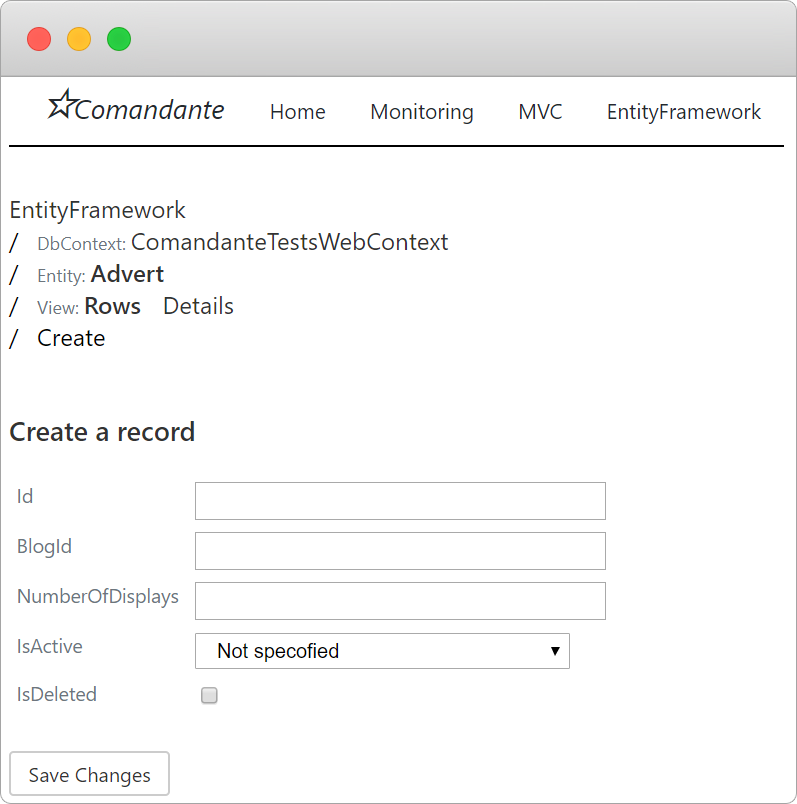 Comandante Home Monitoring MVC EntityFramework
EntityFramework
/ DbContext: ComandanteTestsWebContext
/ Entity: Advert
/ View: Rows Details
/ Create
Create a record
Id
BlogId
NumberOfDisplays
IsActive Not specofied
IsDeleted
Save Changes